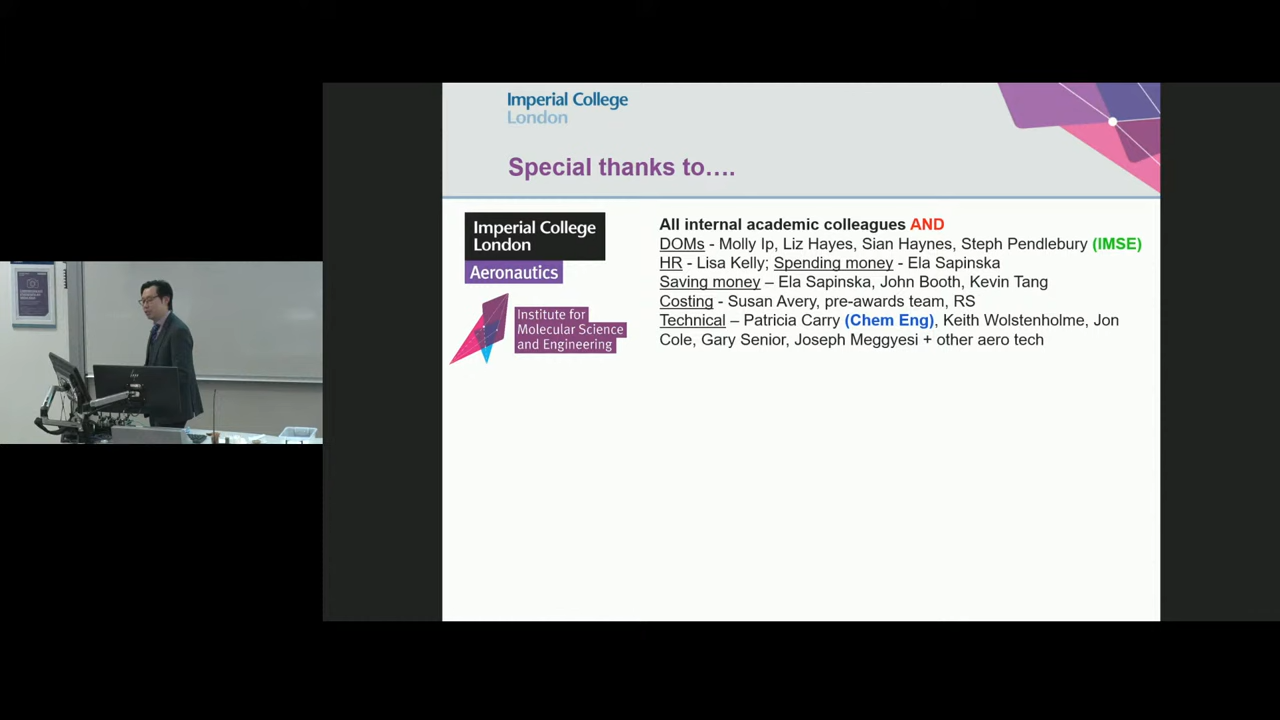 Imperial College
London
Special thanks to….
Imperial College
London
Aeronautics
Institute for
Molecular Science
and Engineering
All internal academic colleagues AND
DOMs - Molly Ip, Liz Hayes, Sian Haynes, Steph Pendlebury (IMSE)
HR - Lisa Kelly; Spending money - Ela Sapinska
Saving money – Ela Sapinska, John Booth, Kevin Tang
Costing - Susan Avery, pre-awards team, RS
Technical – Patricia Carry (Chem Eng), Keith Wolstenholme, Jon
Cole, Gary Senior, Joseph Meggyesi + other aero tech